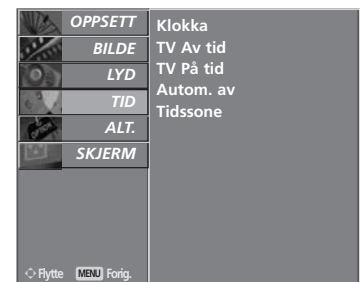 OPPSETT
BILDE
LYD
TID
ALT.
SKJERM
Klokka
TV Av tid
TV På tid
Autom. av
Tidssone
Flytte MENU Forig.